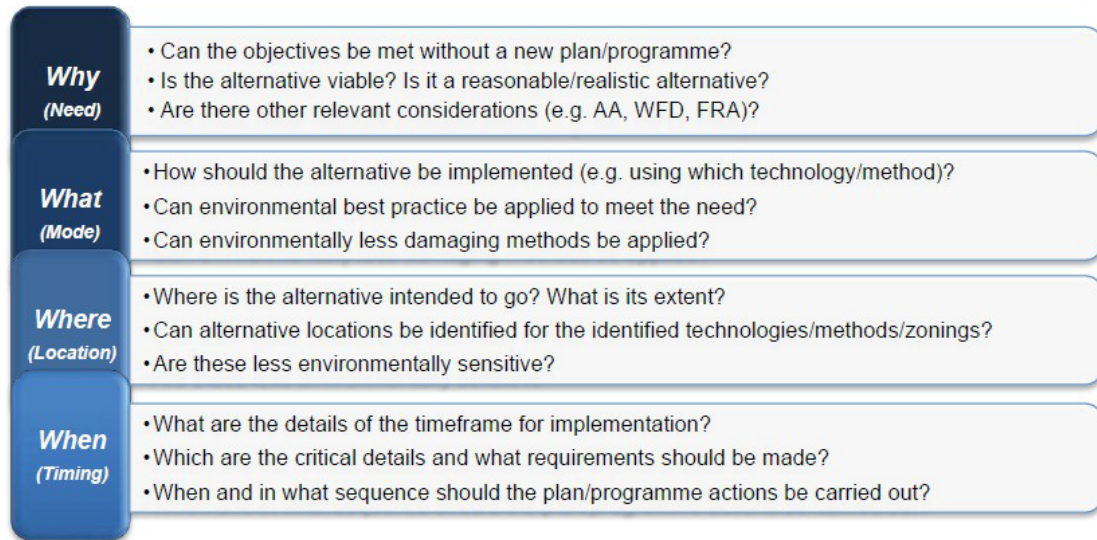 Why
(Need)
• Can the objectives be met without a new plan/programme?
• Is the alternative viable? Is it a reasonable/realistic alternative?
• Are there other relevant considerations (e.g. AA, WFD, FRA)?
What
(Mode)
• How should the alternative be implemented (e.g. using which technology/method)?
• Can environmental best practice be applied to meet the need?
• Can environmentally less damaging methods be applied?
Where
(Location)
• Where is the alternative intended to go? What is its extent?
• Can alternative locations be identified for the identified technologies/methods/zonings?
• Are these less environmentally sensitive?
When
(Timing)
• What are the details of the timeframe for implementation?
• Which are the critical details and what requirements should be made?
• When and in what sequence should the plan/programme actions be carried out?